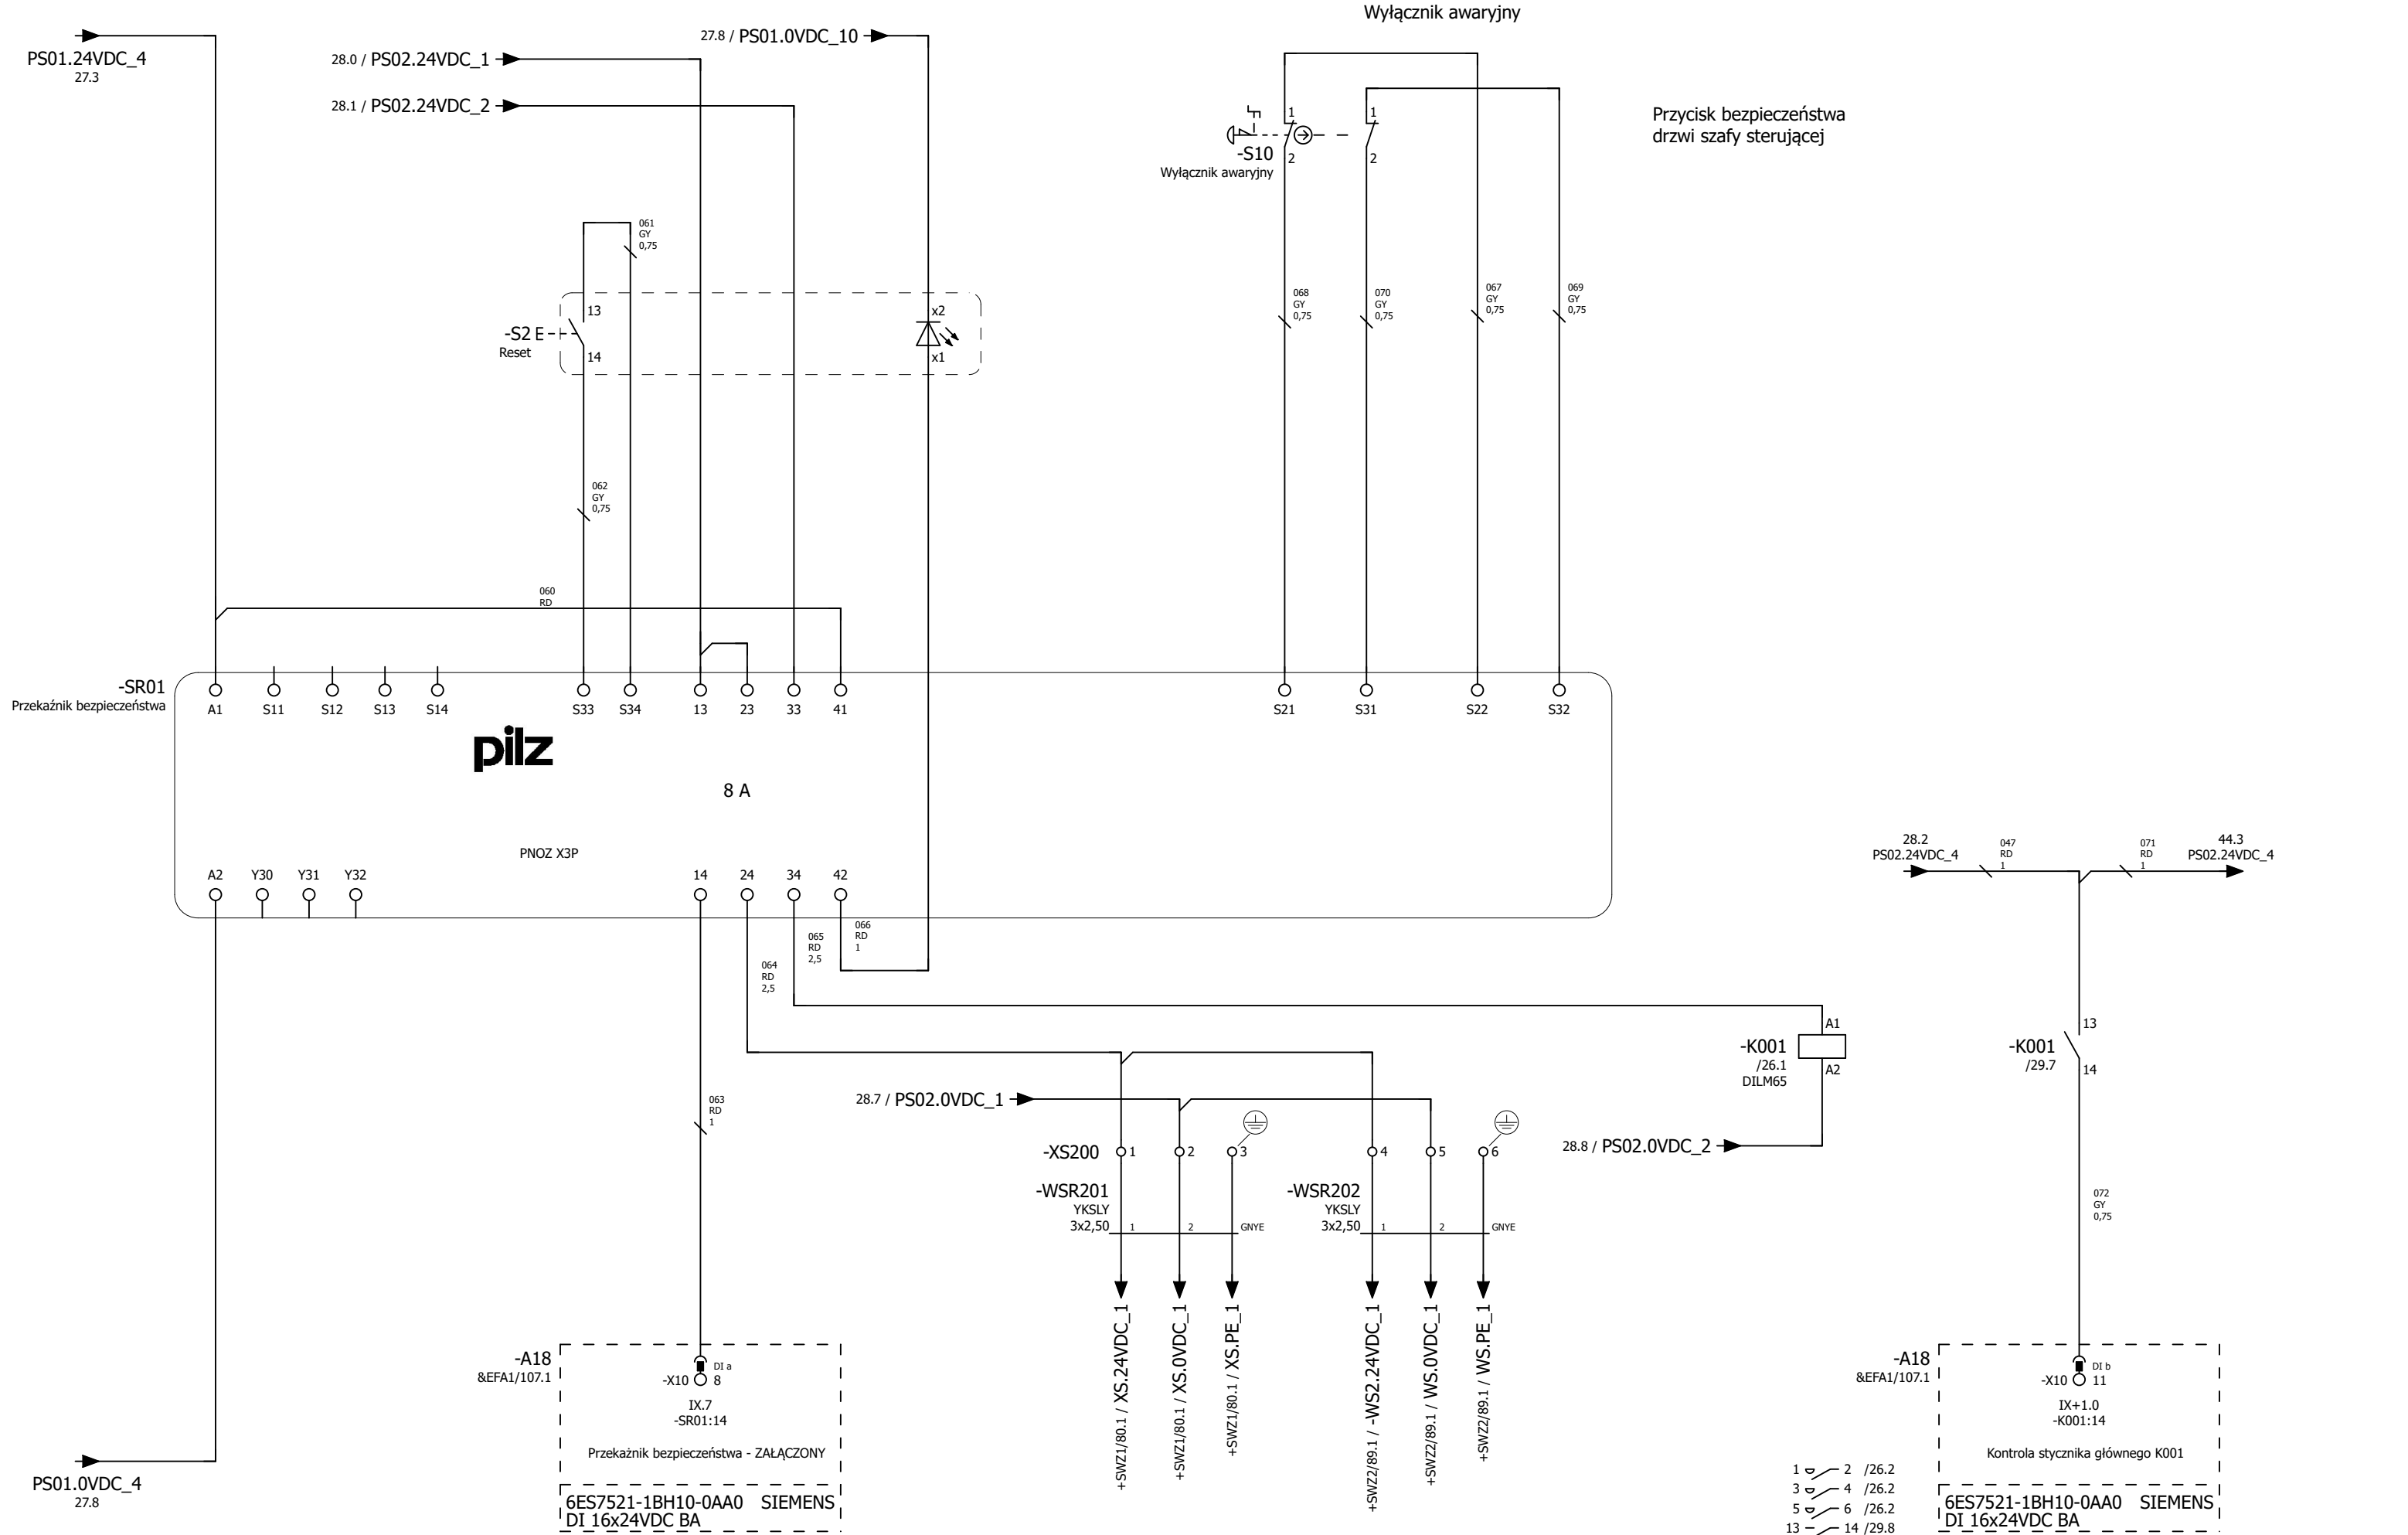 Wyłącznik awaryjny
PS01.24VDC_4
27.3
28.0 / PS02.24VDC_1
28.1 / PS02.24VDC_2
27.8 / PS01.0VDC_10
1
1
-S10
2
2
Wyłącznik awaryjny
Przycisk bezpieczeństwa
drzwi szafy sterującej
061
GY
0,75
13
-S2
Reset
14
x2
x1
068
GY
0,75
070
GY
0,75
067
GY
0,75
069
GY
0,75
062
GY
0,75
060
RD
-SR01
Przekaźnik bezpieczeństwa
A1 S11 S12 S13 S14 S33 S34 13 23 33 41 S21 S31 S22 S32
pilz
8 A
PNOZ X3P
A2 Y30 Y31 Y32 14 24 34 42
066
RD
1
065
RD
2,5
064
RD
2,5
28.2
PS02.24VDC_4
047
RD
1
071
RD
1
44.3
PS02.24VDC_4
A1
-K001
/26.1
DILM65
A2
13
-K001
/29.7
14
063
RD
1
28.7 / PS02.0VDC_1
28.8 / PS02.0VDC_2
-XS200 1 2 3 4 5 6
-WSR201
YKSLY
3x2,50 1 2 GNYE
-WSR202
YKSLY
3x2,50 1 2 GNYE
072
GY
0,75
+SWZ1/80.1 / XS.24VDC_1
+SWZ1/80.1 / XS.0VDC_1
+SWZ1/80.1 / XS.PE_1
+SWZ2/89.1 / -WS2.24VDC_1
+SWZ2/89.1 / WS.0VDC_1
+SWZ2/89.1 / WS.PE_1
-A18
&EFA1/107.1
DI a
-X10 8
IX.7
-SR01:14
Przekażnik bezpieczeństwa - ZAŁĄCZONY
6ES7521-1BH10-0AA0 SIEMENS
DI 16x24VDC BA
-A18
&EFA1/107.1
DI b
-X10 11
IX+1.0
-K001:14
Kontrola stycznika głównego K001
6ES7521-1BH10-0AA0 SIEMENS
DI 16x24VDC BA
1 2 /26.2
3 4 /26.2
5 6 /26.2
13 14 /29.8
PS01.0VDC_4
27.8